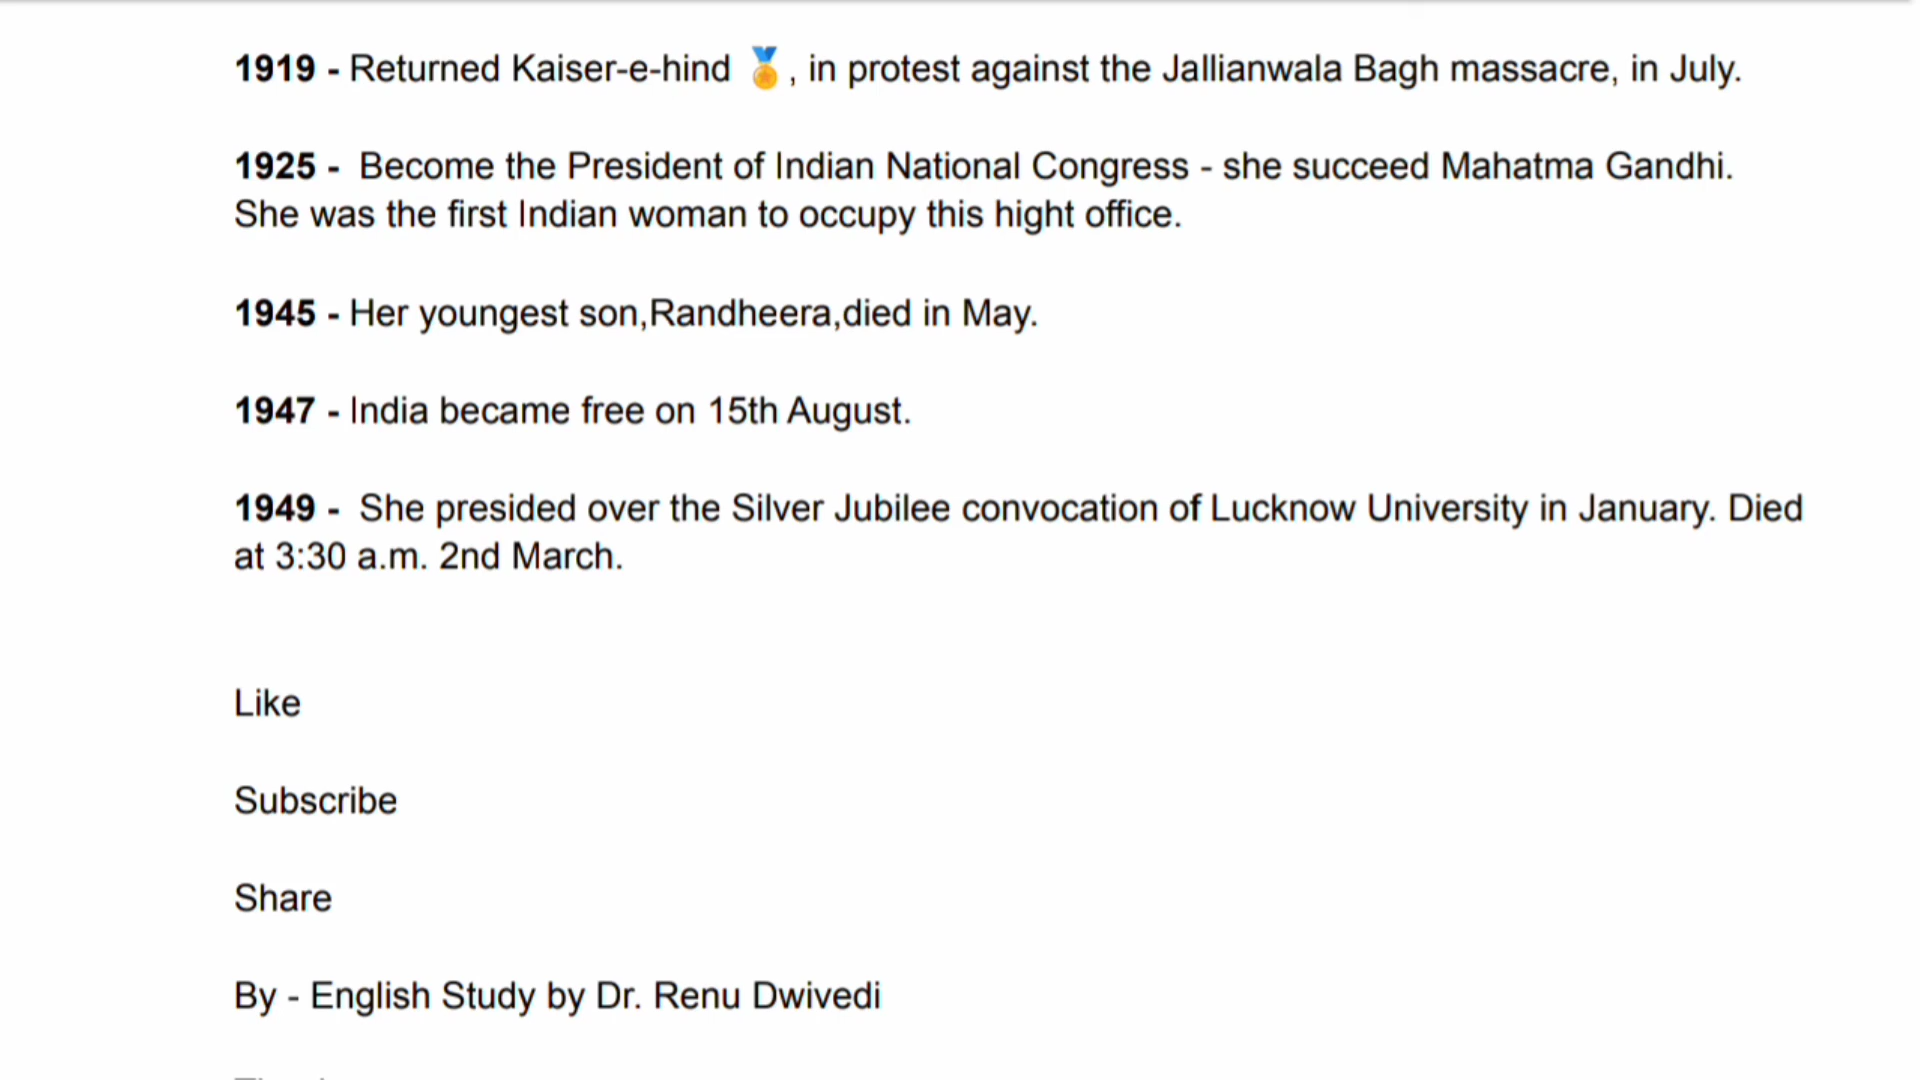 1919 - Returned Kaiser-e-hind 🏅, in protest against the Jallianwala Bagh massacre, in July.
1925 - Become the President of Indian National Congress - she succeed Mahatma Gandhi.
She was the first Indian woman to occupy this hight office.
1945 - Her youngest son,Randheera,died in May.
1947 - India became free on 15th August.
1949 - She presided over the Silver Jubilee convocation of Lucknow University in January. Died
at 3:30 a.m. 2nd March.
Like
Subscribe
Share
By - English Study by Dr. Renu Dwivedi